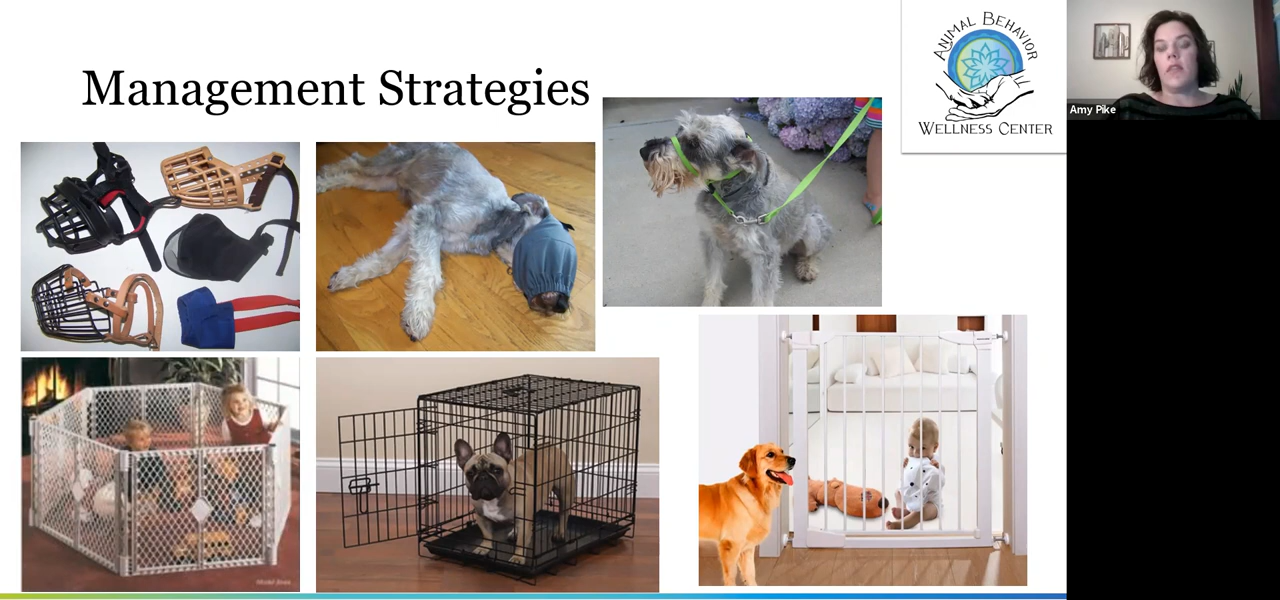 Management Strategies
ANIMAL BEHAVIOR
WELLNESS CENTER
Amy Pike